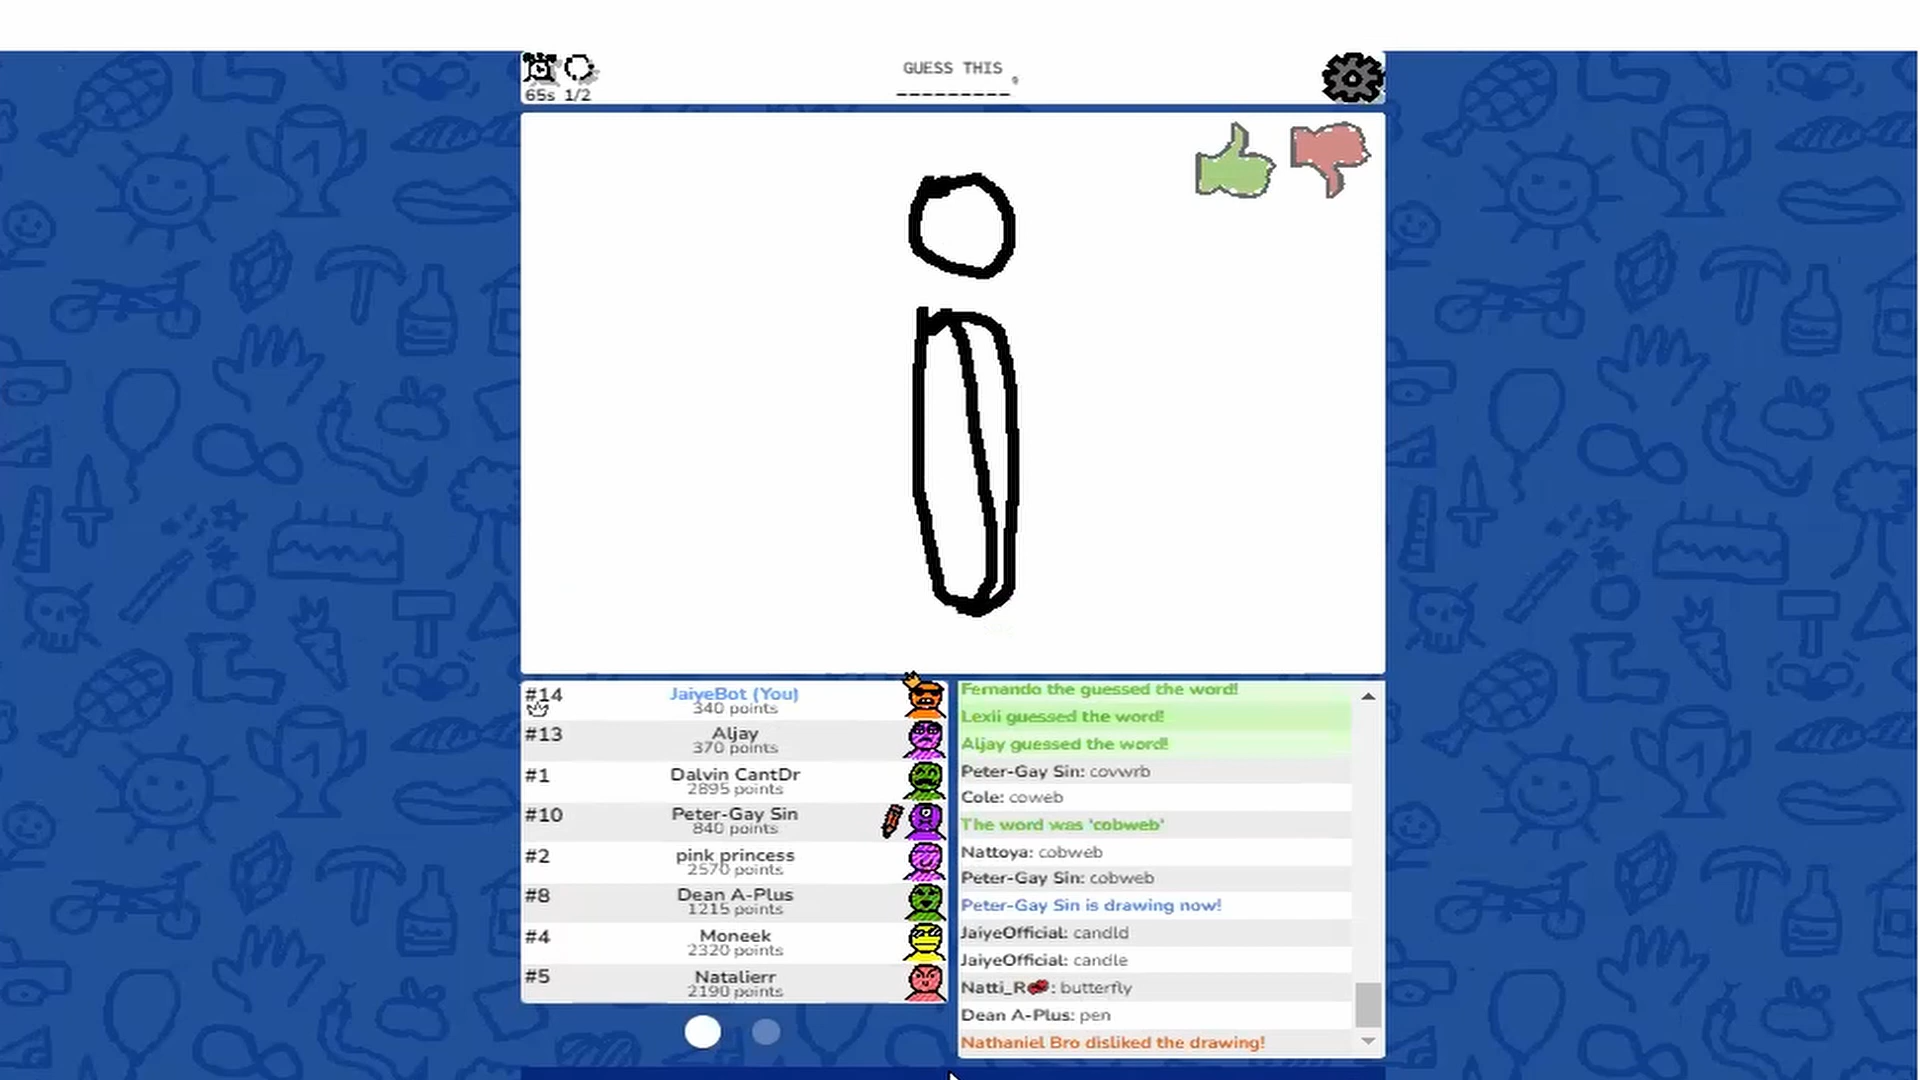 GUESS THIS
_________ 9
65s 1/2
#14 JaiyeBot (You)
340 points
#13 Aljay
370 points
#1 Dalvin CantDr
2895 points
#10 Peter-Gay Sin
840 points
#2 pink princess
2570 points
#8 Dean A-Plus
1215 points
#4 Moneek
2320 points
#5 Natalierr
2190 points
Fernando the guessed the word!
Lexii guessed the word!
Aljay guessed the word!
Peter-Gay Sin: covwrb
Cole: coweb
The word was 'cobweb'
Nattoya: cobweb
Peter-Gay Sin: cobweb
Peter-Gay Sin is drawing now!
JaiyeOfficial: candld
JaiyeOfficial: candle
Natti_R: butterfly
Dean A-Plus: pen
Nathaniel Bro disliked the drawing!